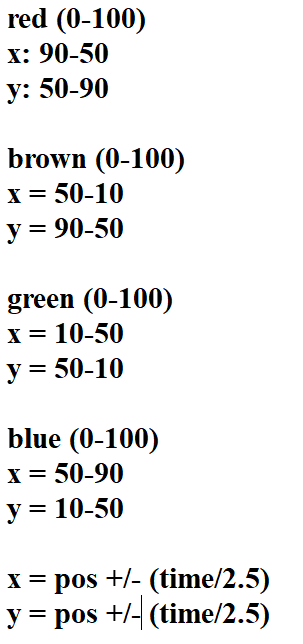 red (0-100)
x: 90-50
y: 50-90
brown (0-100)
x = 50-10
y = 90-50
green (0-100)
x = 10-50
y = 50-10
blue (0-100)
x = 50-90
y = 10-50
x = pos +/- (time/2.5)
y = pos +/- (time/2.5)